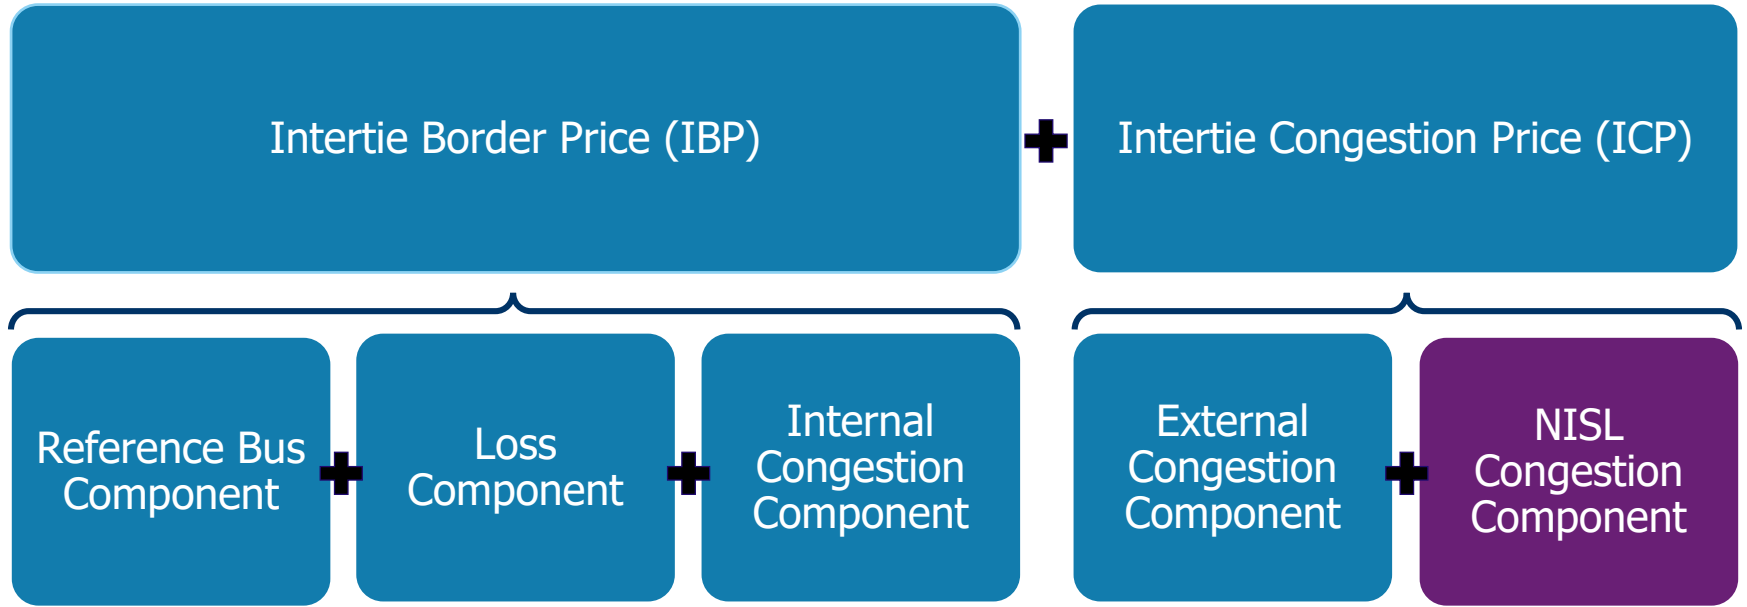 Intertie Border Price (IBP)
Intertie Congestion Price (ICP)
Reference Bus
Component
Loss
Component
Internal
Congestion
Component
External
Congestion
Component
NISL
Congestion
Component